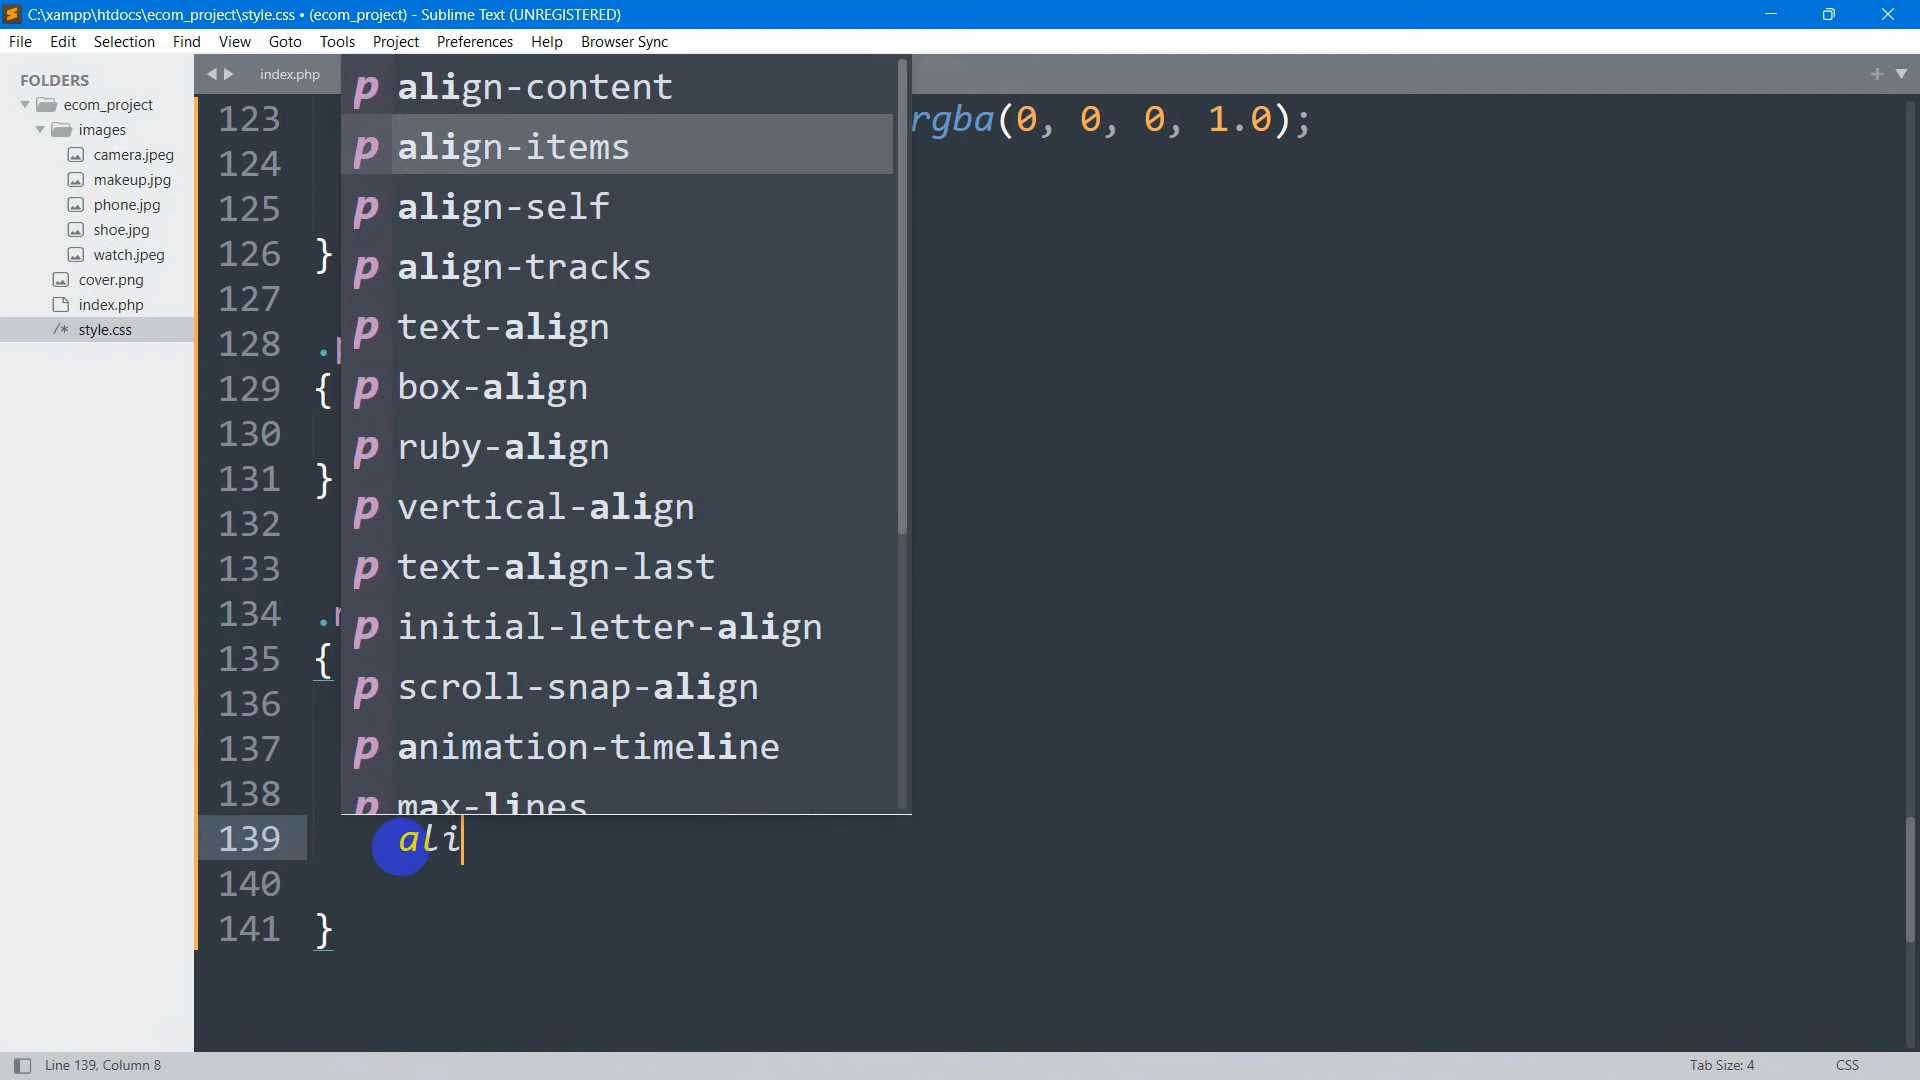 C:\xampp\htdocs\ecom_project\style.css • (ecom_project) - Sublime Text (UNREGISTERED)
File Edit Selection Find View Goto Tools Project Preferences Help Browser Sync
FOLDERS
ecom_project
images
camera.jpeg
makeup.jpg
phone.jpg
shoe.jpg
watch.jpeg
cover.png
index.php
style.css
index.php
123 rgba(0, 0, 0, 1.0);
124
125
126 }
127
128 .p
129 {
130
131 }
132
133
134 .
135 {
136
137
138
139 ali
140
141 }
p align-content
p align-items
p align-self
p align-tracks
p text-align
p box-align
p ruby-align
p vertical-align
p text-align-last
p initial-letter-align
p scroll-snap-align
p animation-timeline
p max-lines
Line 139, Column 8
Tab Size: 4
CSS